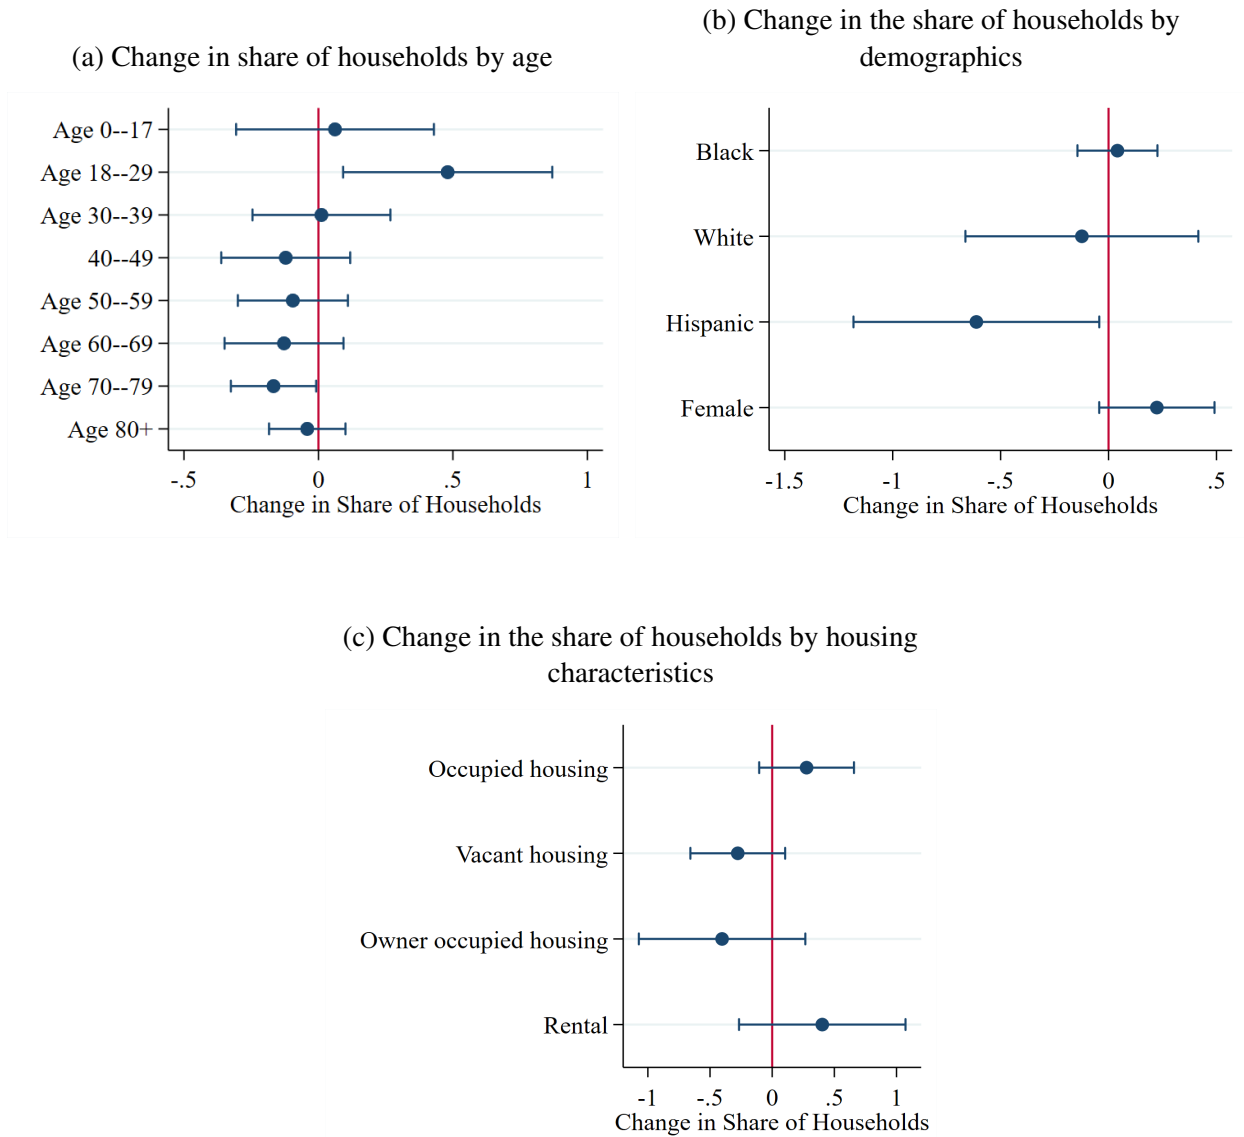 (a) Change in share of households by age
Age 0--17
Age 18--29
Age 30--39
40--49
Age 50--59
Age 60--69
Age 70--79
Age 80+
-.5 0 .5 1
Change in Share of Households
(b) Change in the share of households by
demographics
Black
White
Hispanic
Female
-1.5 -1 -.5 0 .5
Change in Share of Households
(c) Change in the share of households by housing
characteristics
Occupied housing
Vacant housing
Owner occupied housing
Rental
-1 -.5 0 .5 1
Change in Share of Households